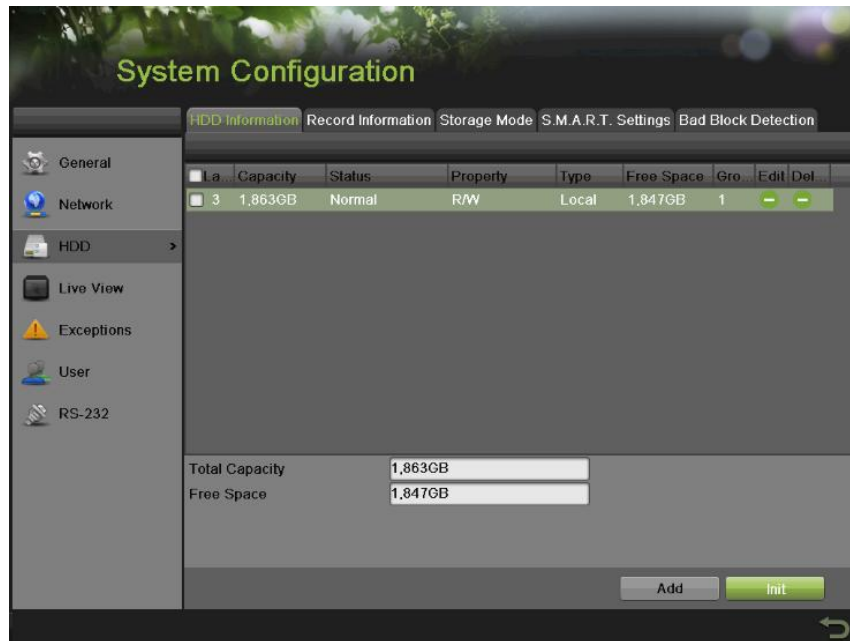 System Configuration
HDD Information Record Information Storage Mode S.M.A.R.T. Settings Bad Block Detection
General
Network
HDD
Live View
Exceptions
User
RS-232
La... Capacity Status Property Type Free Space Gro... Edit Del...
3 1,863GB Normal R/W Local 1,847GB 1
Total Capacity 1,863GB
Free Space 1,847GB
Add Init